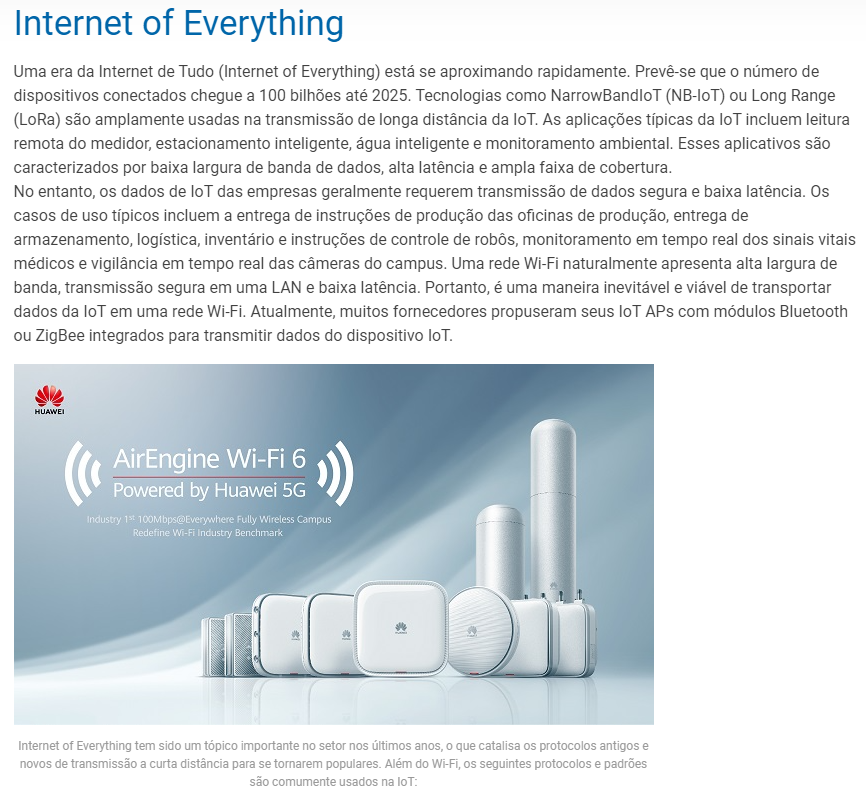 Internet of Everything
Uma era da Internet de Tudo (Internet of Everything) está se aproximando rapidamente. Prevê-se que o número de
dispositivos conectados chegue a 100 bilhões até 2025. Tecnologias como NarrowBandIoT (NB-IoT) ou Long Range
(LoRa) são amplamente usadas na transmissão de longa distância da IoT. As aplicações típicas da IoT incluem leitura
remota do medidor, estacionamento inteligente, água inteligente e monitoramento ambiental. Esses aplicativos são
caracterizados por baixa largura de banda de dados, alta latência e ampla faixa de cobertura.
No entanto, os dados de IoT das empresas geralmente requerem transmissão de dados segura e baixa latência. Os
casos de uso típicos incluem a entrega de instruções de produção das oficinas de produção, entrega de
armazenamento, logística, inventário e instruções de controle de robôs, monitoramento em tempo real dos sinais vitais
médicos e vigilância em tempo real das câmeras do campus. Uma rede Wi-Fi naturalmente apresenta alta largura de
banda, transmissão segura em uma LAN e baixa latência. Portanto, é uma maneira inevitável e viável de transportar
dados da IoT em uma rede Wi-Fi. Atualmente, muitos fornecedores propuseram seus IoT APs com módulos Bluetooth
ou ZigBee integrados para transmitir dados do dispositivo IoT.
HUAWEI
AirEngine Wi-Fi 6
Powered by Huawei 5G
Industry 1st 100Mbps@Everywhere Fully Wireless Campus
Redefine Wi-Fi Industry Benchmark
HUAWEI
Internet of Everything tem sido um tópico importante no setor nos últimos anos, o que catalisa os protocolos antigos e
novos de transmissão a curta distância para se tornarem populares. Além do Wi-Fi, os seguintes protocolos e padrões
são comumente usados na IoT: